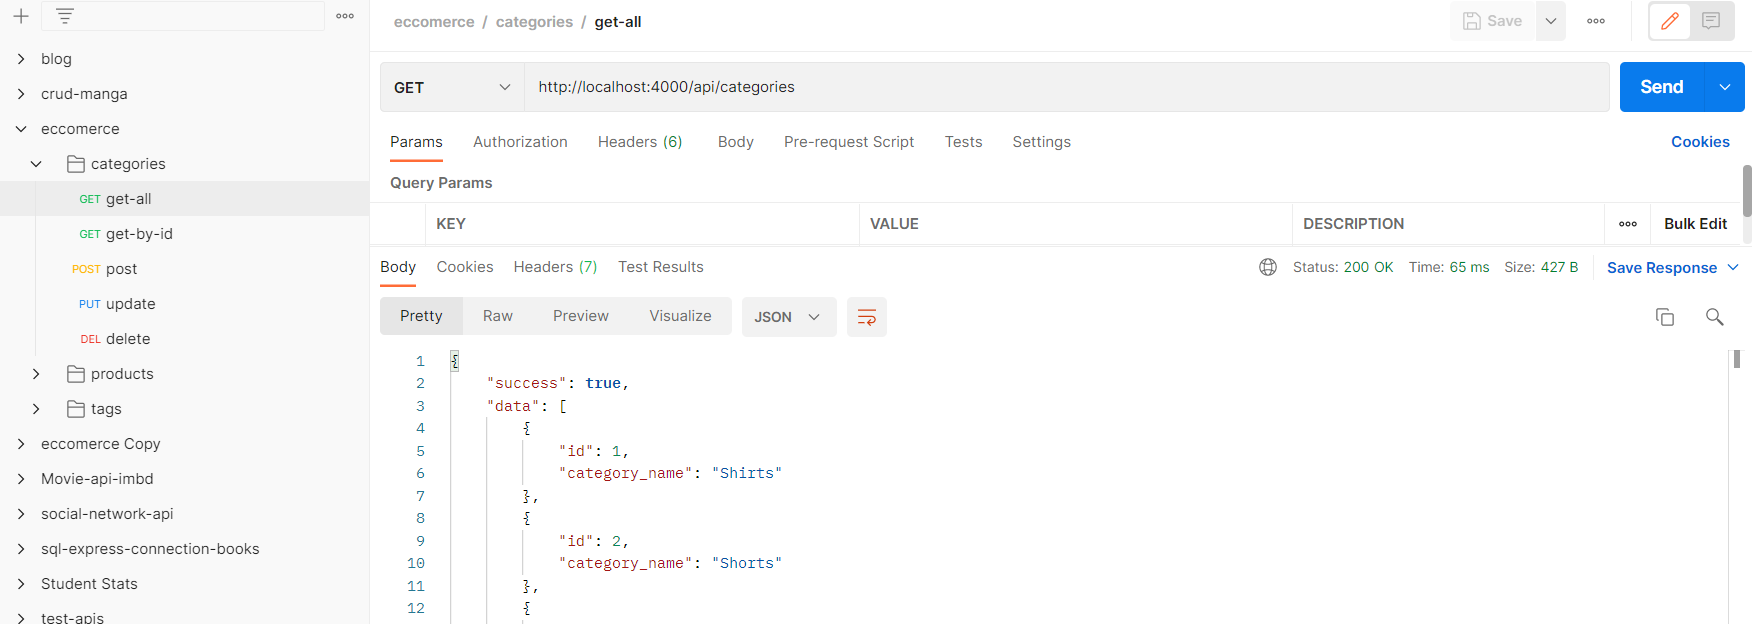 eccomerce / categories / get-all
Save
blog
crud-manga
eccomerce
categories
GET get-all
GET get-by-id
POST post
PUT update
DEL delete
products
tags
eccomerce Copy
Movie-api-imbd
social-network-api
sql-express-connection-books
Student Stats
test-apis
GET http://localhost:4000/api/categories Send
Params Authorization Headers (6) Body Pre-request Script Tests Settings Cookies
Query Params
KEY VALUE DESCRIPTION Bulk Edit
Body Cookies Headers (7) Test Results Status: 200 OK Time: 65 ms Size: 427 B Save Response
Pretty Raw Preview Visualize JSON
1 {
2 "success": true,
3 "data": [
4 {
5 "id": 1,
6 "category_name": "Shirts"
7 },
8 {
9 "id": 2,
10 "category_name": "Shorts"
11 },
12 {